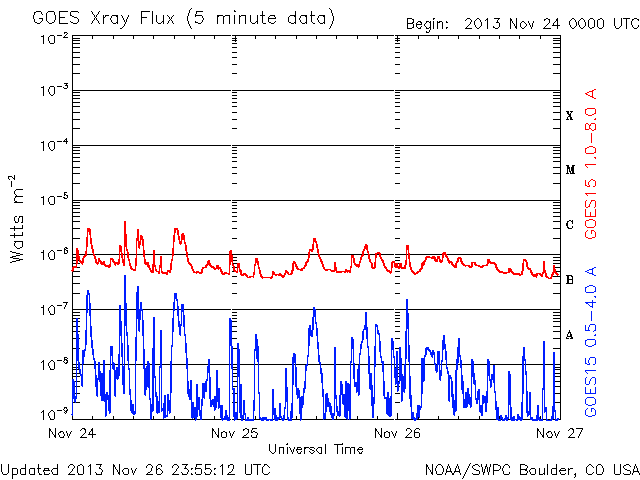 GOES Xray Flux (5 minute data)
Begin: 2013 Nov 24 0000 UTC
10⁻²
10⁻³
10⁻⁴
10⁻⁵
10⁻⁶
10⁻⁷
10⁻⁸
10⁻⁹
Watts m⁻²
X
M
C
B
A
GOES15 1.0–8.0 A
GOES15 0.5–4.0 A
Nov 24
Nov 25
Nov 26
Nov 27
Universal Time
Updated 2013 Nov 26 23:55:12 UTC
NOAA/SWPC Boulder, CO USA